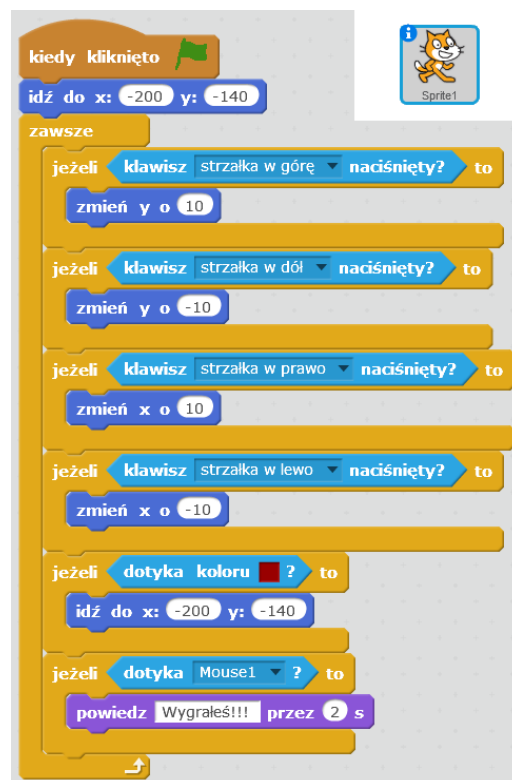 kiedy kliknięto
Sprite1
idź do x: -200 y: -140
zawsze
jeżeli klawisz strzałka w górę naciśnięty? to
zmień y o 10
jeżeli klawisz strzałka w dół naciśnięty? to
zmień y o -10
jeżeli klawisz strzałka w prawo naciśnięty? to
zmień x o 10
jeżeli klawisz strzałka w lewo naciśnięty? to
zmień x o -10
jeżeli dotyka koloru ? to
idź do x: -200 y: -140
jeżeli dotyka Mouse1 ? to
powiedz Wygrałeś!!! przez 2 s